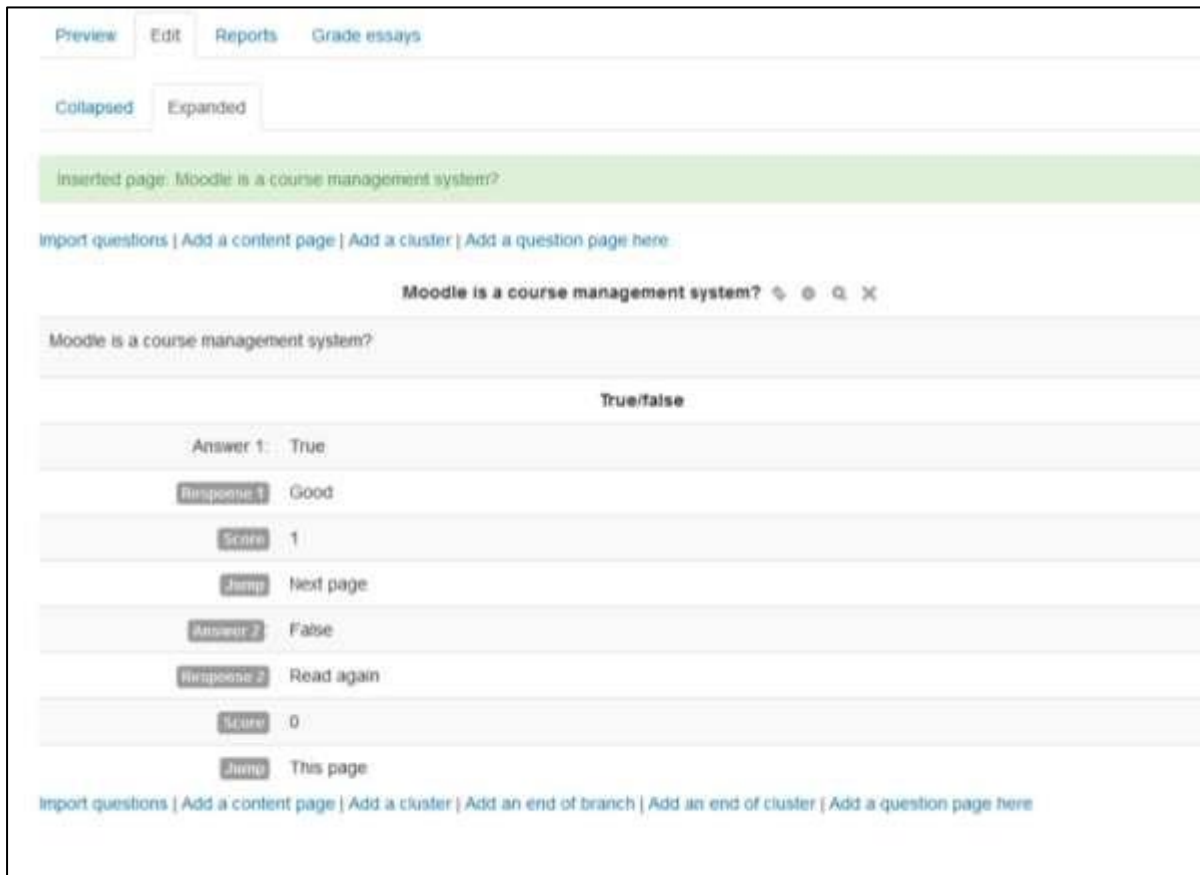 Preview Edit Reports Grade essays
Collapsed Expanded
Inserted page: Moodle is a course management system?
Import questions | Add a content page | Add a cluster | Add a question page here
Moodle is a course management system?
Moodle is a course management system?
True/false
Answer 1: True
Response 1 Good
Score 1
Jump Next page
Answer 2 False
Response 2 Read again
Score 0
Jump This page
Import questions | Add a content page | Add a cluster | Add an end of branch | Add an end of cluster | Add a question page here